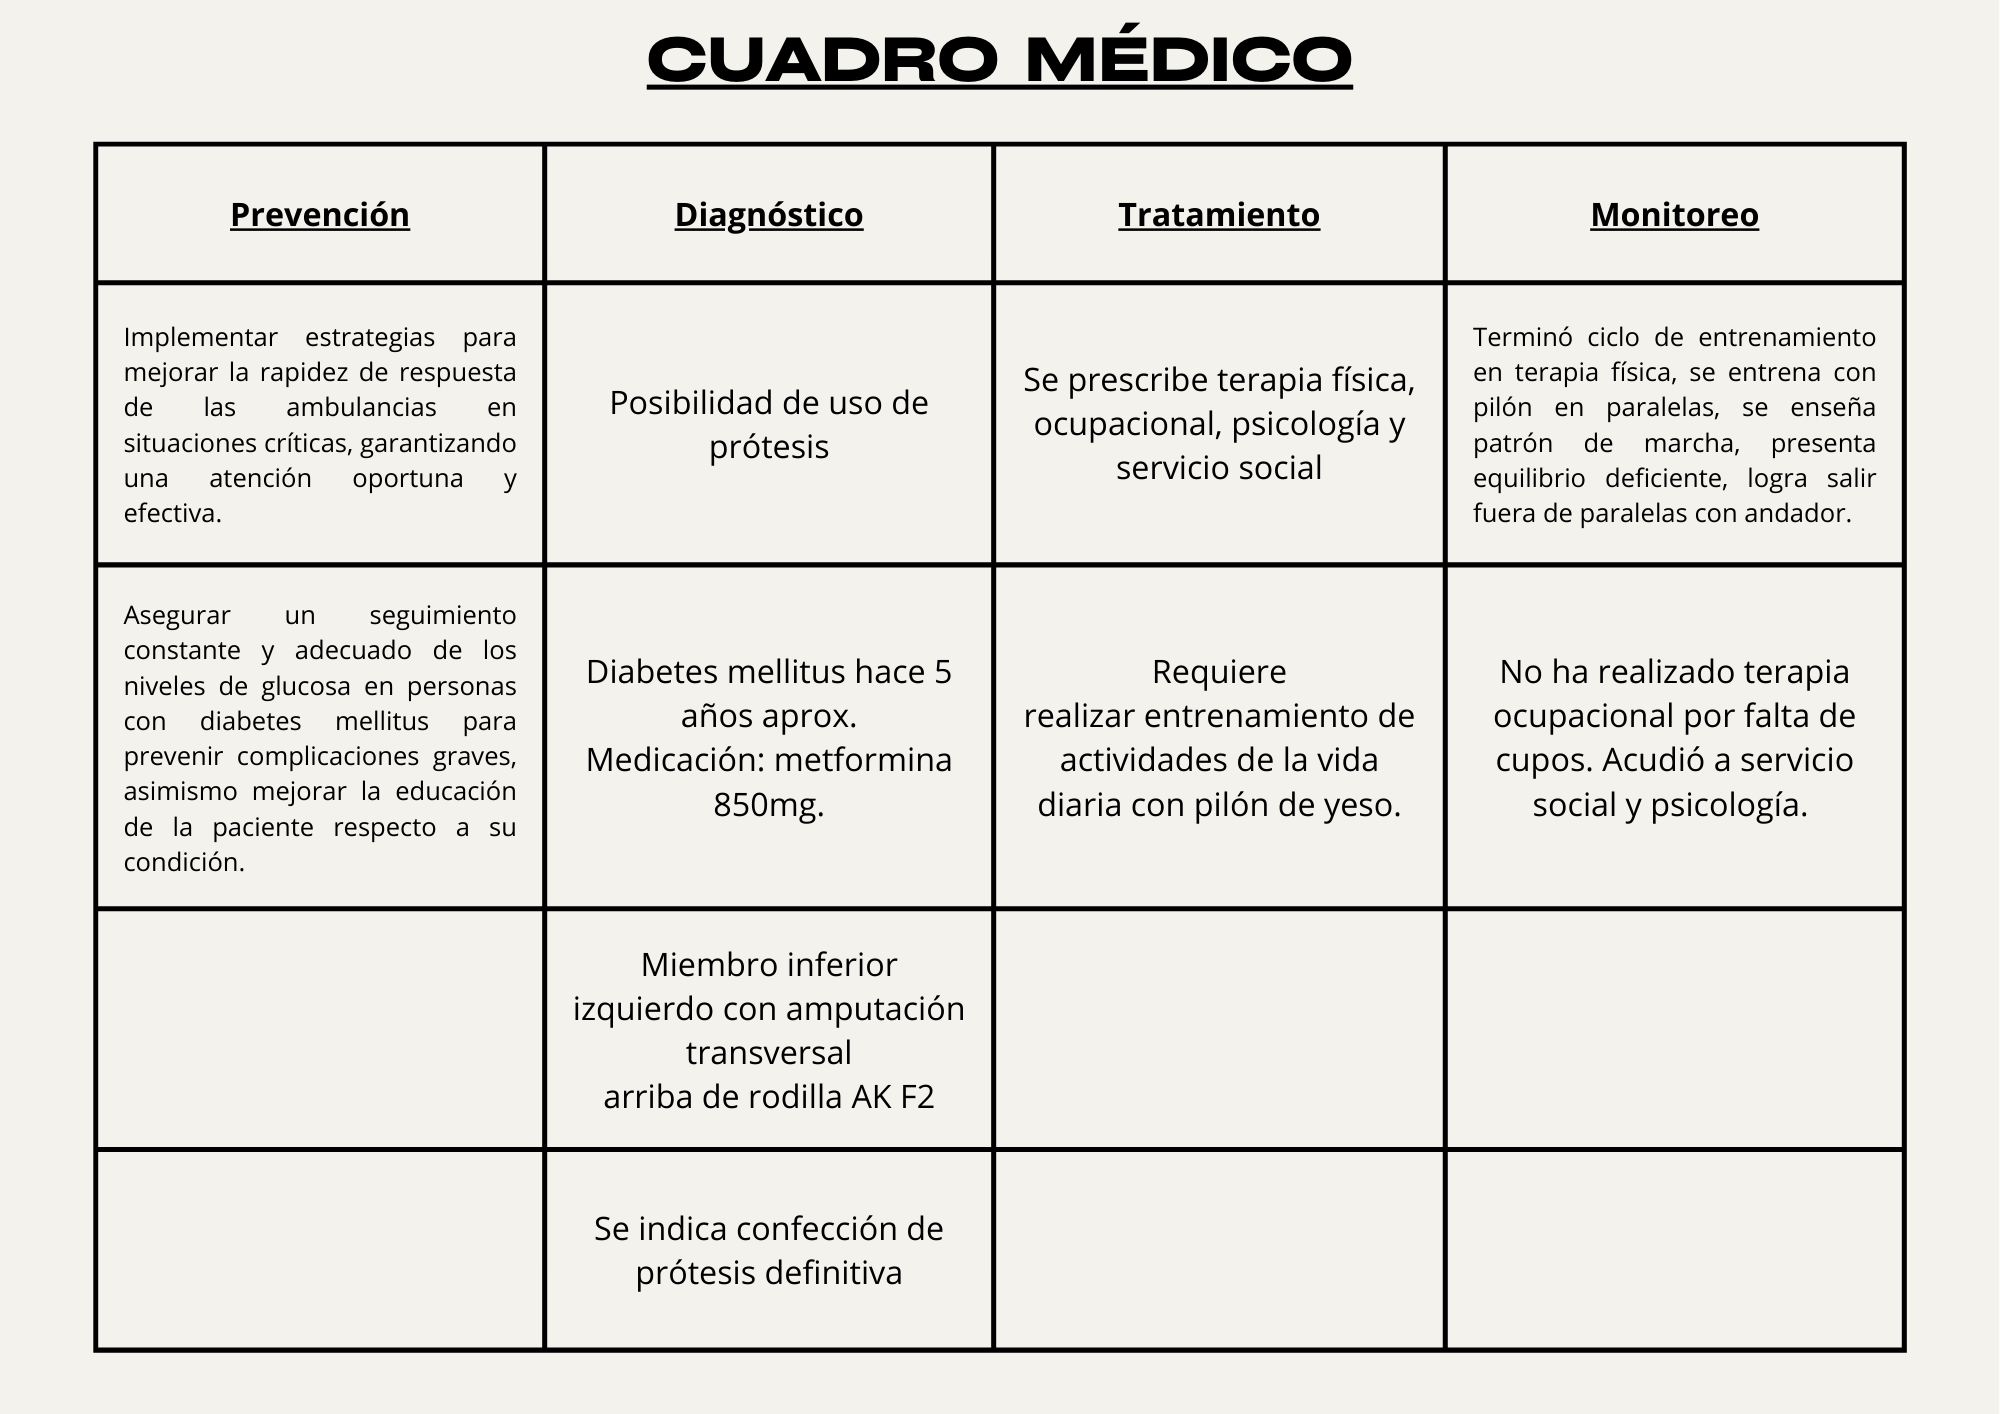 CUADRO MÉDICO
Prevención
Diagnóstico
Tratamiento
Monitoreo
Implementar estrategias para
mejorar la rapidez de respuesta
de las ambulancias en
situaciones críticas, garantizando
una atención oportuna y
efectiva.
Posibilidad de uso de
prótesis
Se prescribe terapia física,
ocupacional, psicología y
servicio social
Terminó ciclo de entrenamiento
en terapia física, se entrena con
pilón en paralelas, se enseña
patrón de marcha, presenta
equilibrio deficiente, logra salir
fuera de paralelas con andador.
Asegurar un seguimiento
constante y adecuado de los
niveles de glucosa en personas
con diabetes mellitus para
prevenir complicaciones graves,
asimismo mejorar la educación
de la paciente respecto a su
condición.
Diabetes mellitus hace 5
años aprox.
Medicación: metformina
850mg.
Requiere
realizar entrenamiento de
actividades de la vida
diaria con pilón de yeso.
No ha realizado terapia
ocupacional por falta de
cupos. Acudió a servicio
social y psicología.
Miembro inferior
izquierdo con amputación
transversal
arriba de rodilla AK F2
Se indica confección de
prótesis definitiva